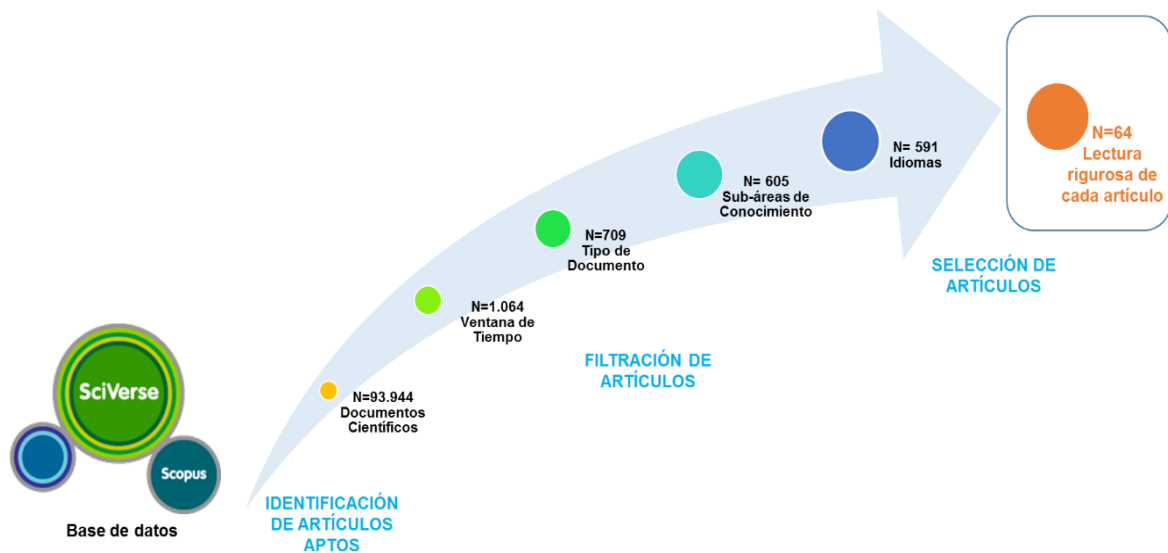 SciVerse
Scopus
Base de datos
IDENTIFICACIÓN
DE ARTÍCULOS
APTOS
N=93.944
Documentos
Científicos
N=1.064
Ventana de
Tiempo
N=709
Tipo de
Documento
FILTRACIÓN DE
ARTÍCULOS
N= 605
Sub-áreas de
Conocimiento
N= 591
Idiomas
SELECCIÓN DE
ARTÍCULOS
N=64
Lectura
rigurosa de
cada artículo